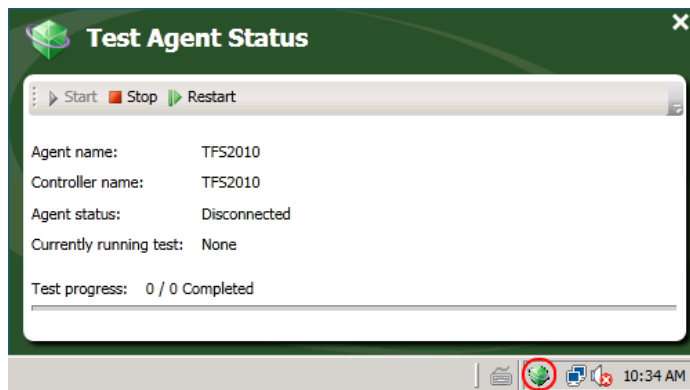 Test Agent Status
Start Stop Restart
Agent name: TFS2010
Controller name: TFS2010
Agent status: Disconnected
Currently running test: None
Test progress: 0 / 0 Completed
10:34 AM